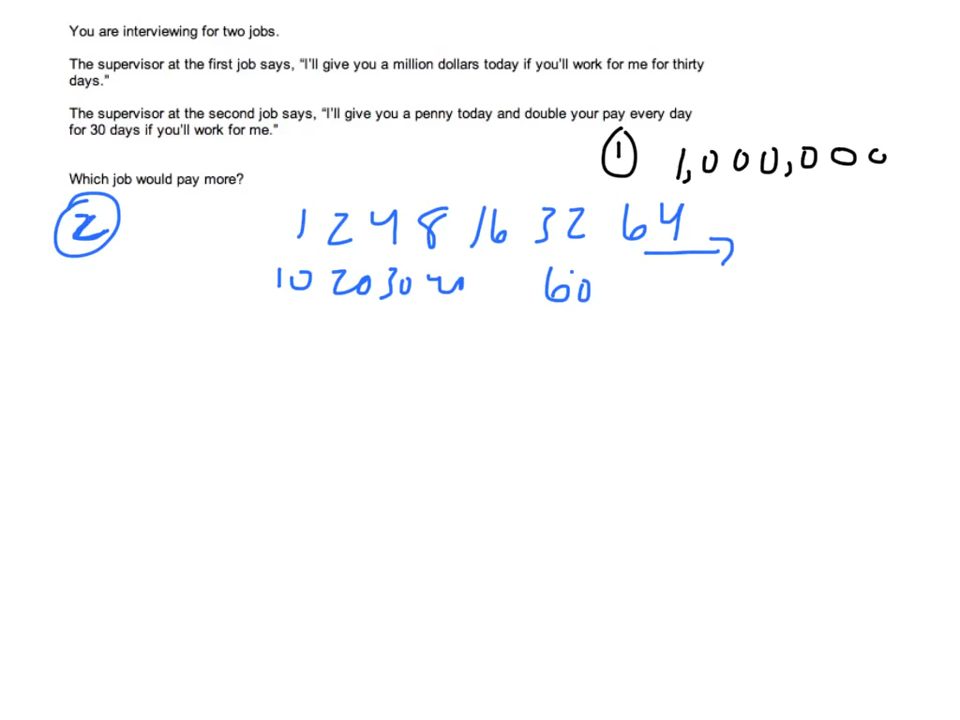 You are interviewing for two jobs.
The supervisor at the first job says, “I’ll give you a million dollars today if you’ll work for me for thirty
days.”
The supervisor at the second job says, “I’ll give you a penny today and double your pay every day
for 30 days if you’ll work for me.”
① 1,000,000
Which job would pay more?
② 1 2 4 8 16 32 64
10 20 30 60